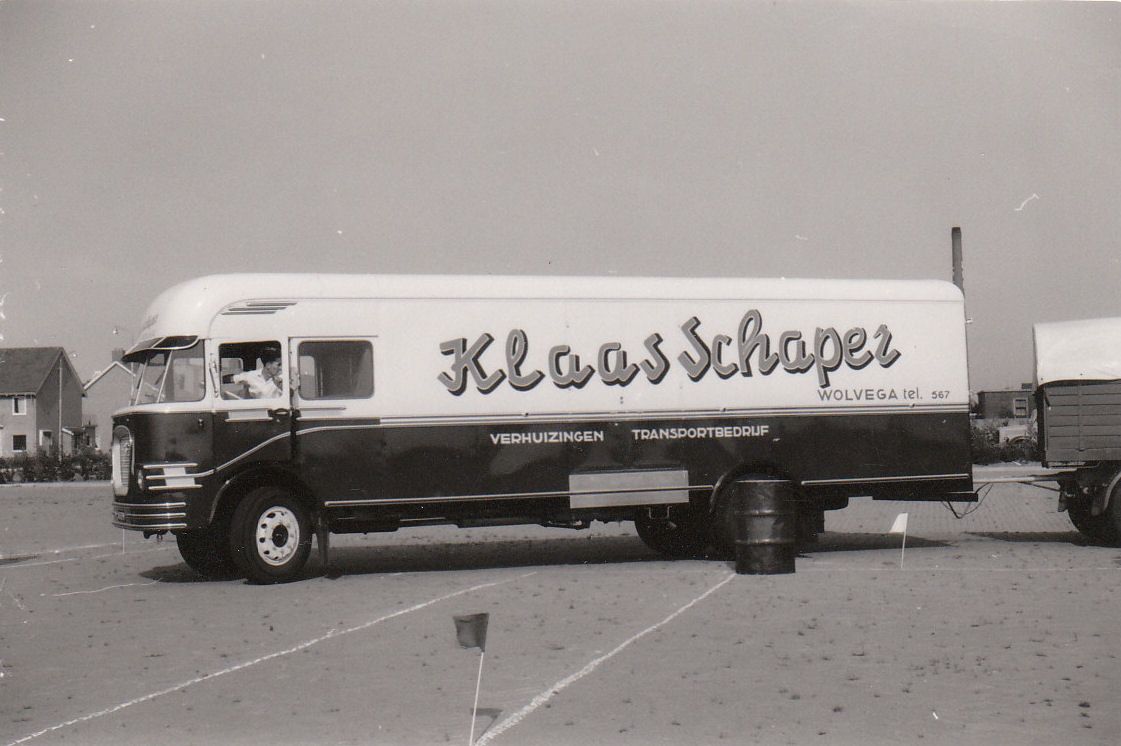 Klaas Schaper
WOLVEGA tel. 567
VERHUIZINGEN TRANSPORTBEDRIJF